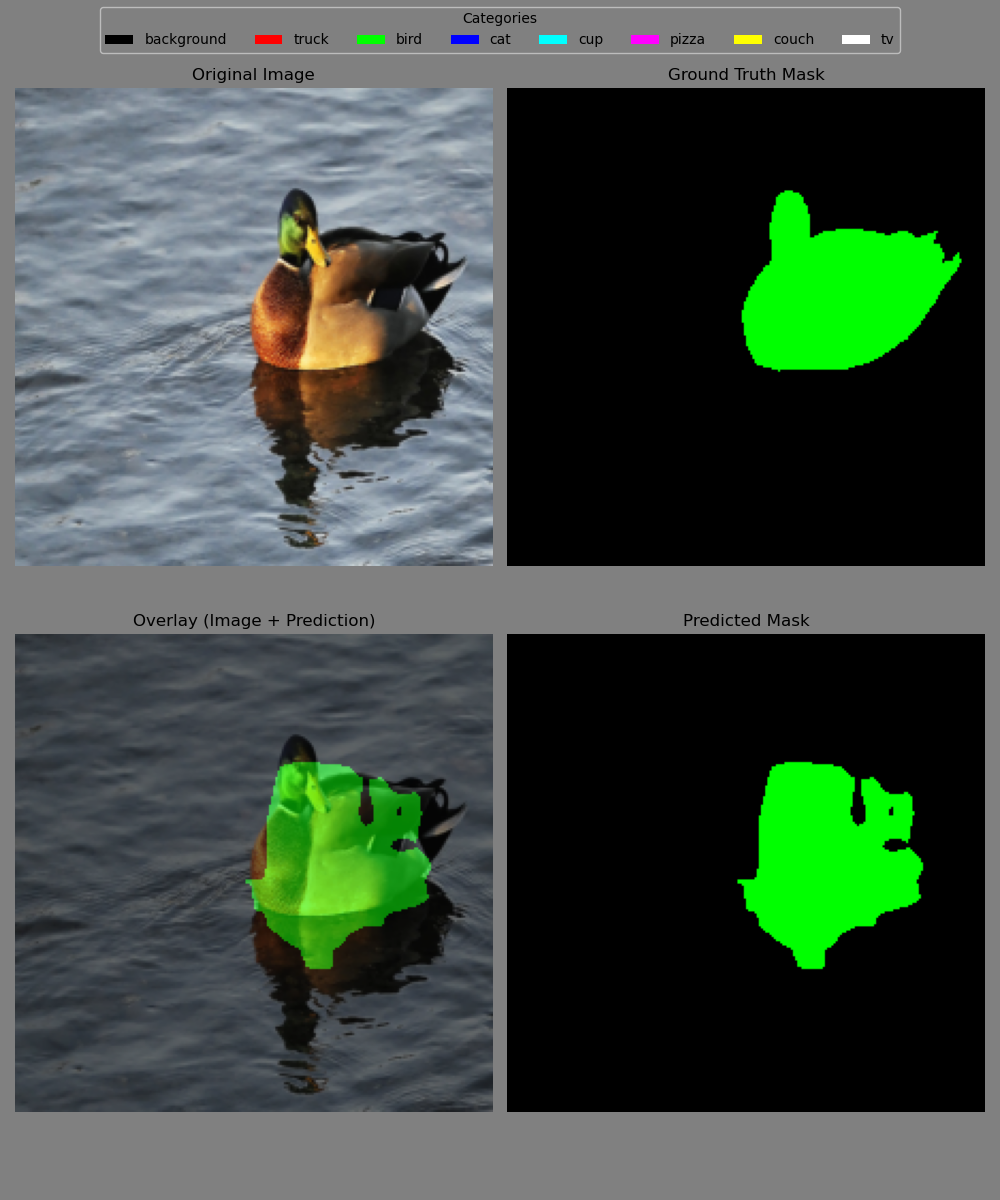 Categories
background truck bird cat cup pizza couch tv
Original Image
Ground Truth Mask
Overlay (Image + Prediction)
Predicted Mask